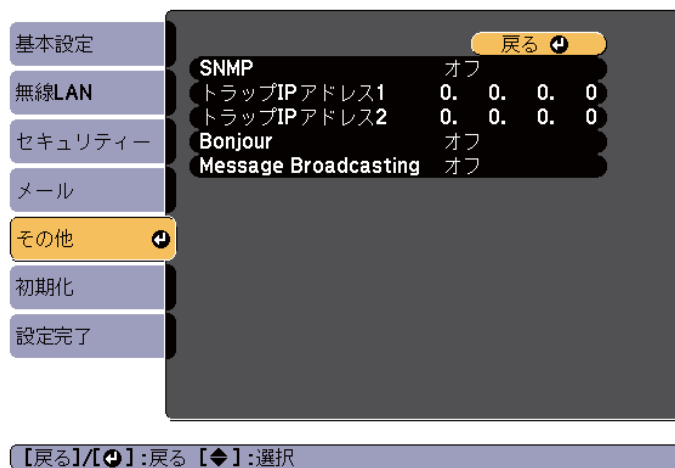 基本設定
無線LAN
セキュリティー
メール
その他
初期化
設定完了
戻る
SNMP オフ
トラップIPアドレス1 0. 0. 0. 0
トラップIPアドレス2 0. 0. 0. 0
Bonjour オフ
Message Broadcasting オフ
【戻る】/【】:戻る 【】:選択